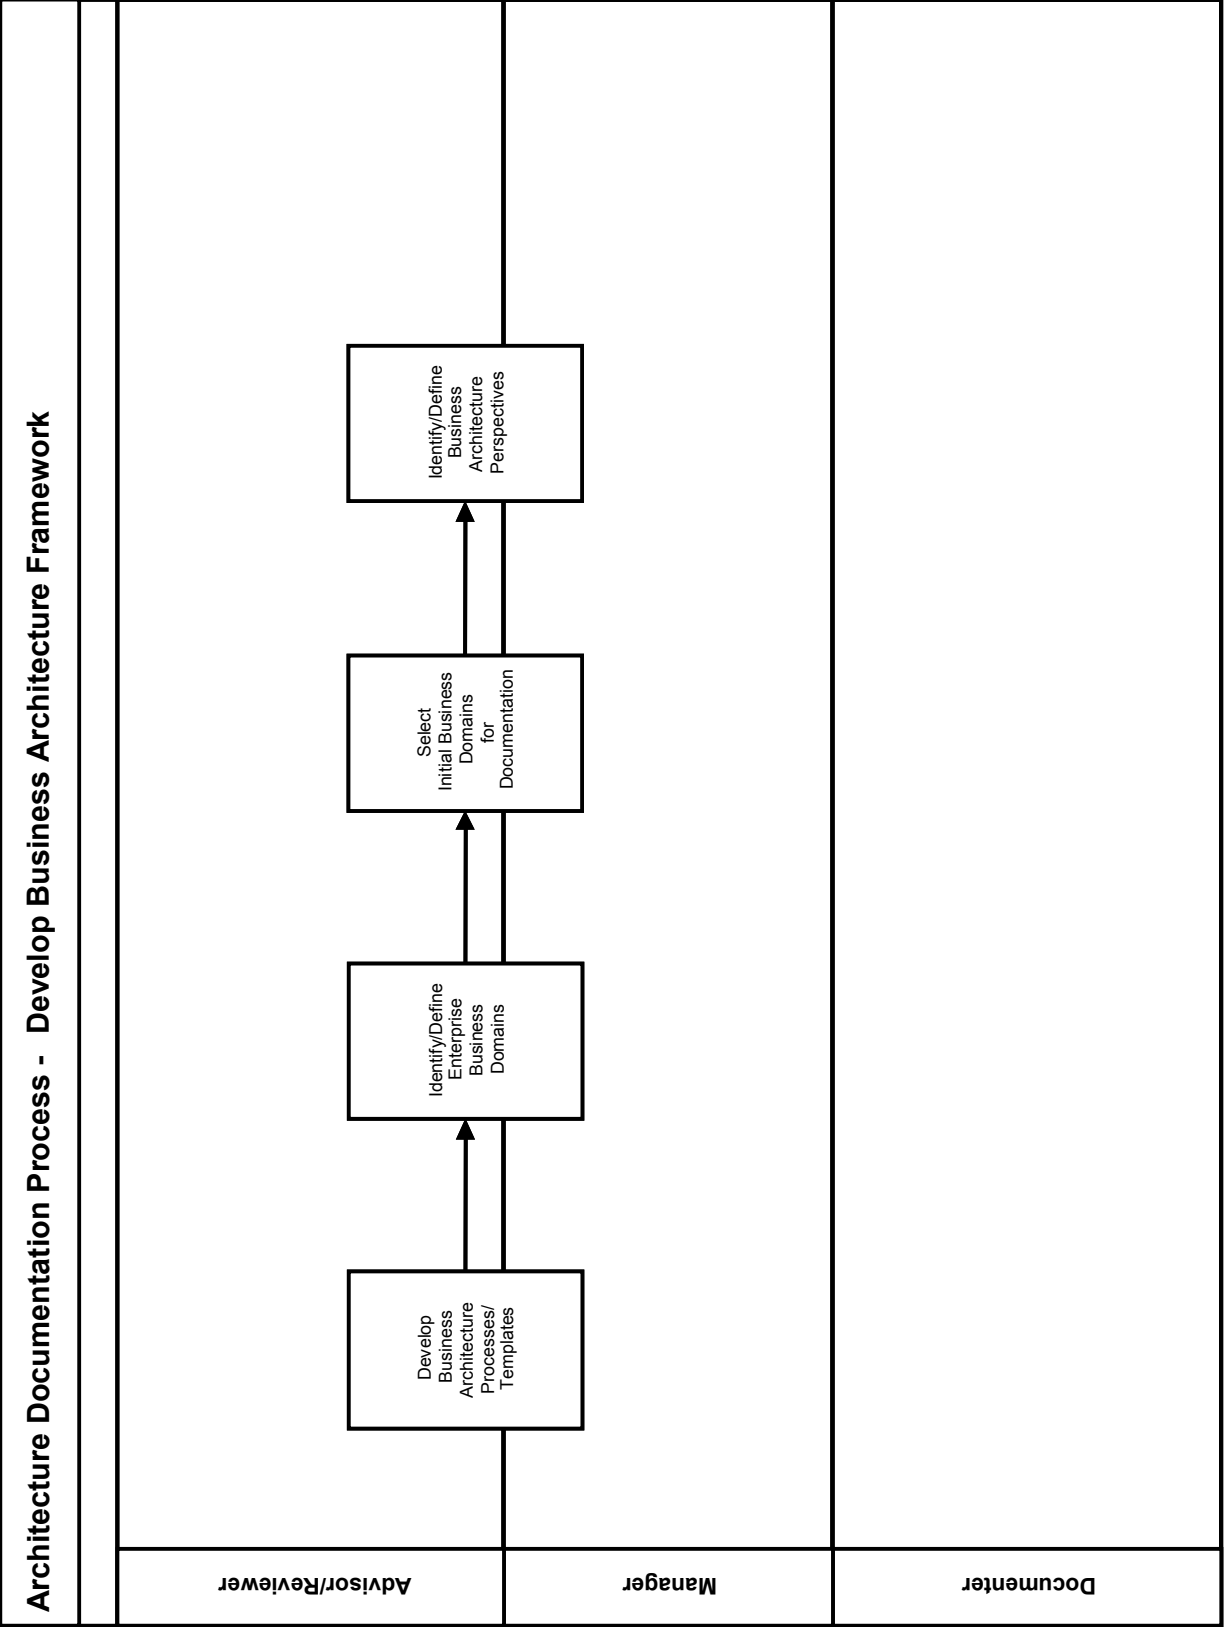 Architecture Documentation Process - Develop Business Architecture Framework
Advisor/Reviewer
Manager
Documenter
Develop
Business
Architecture
Processes/
Templates
Identify/Define
Enterprise
Business
Domains
Select
Initial Business
Domains
for
Documentation
Identify/Define
Business
Architecture
Perspectives